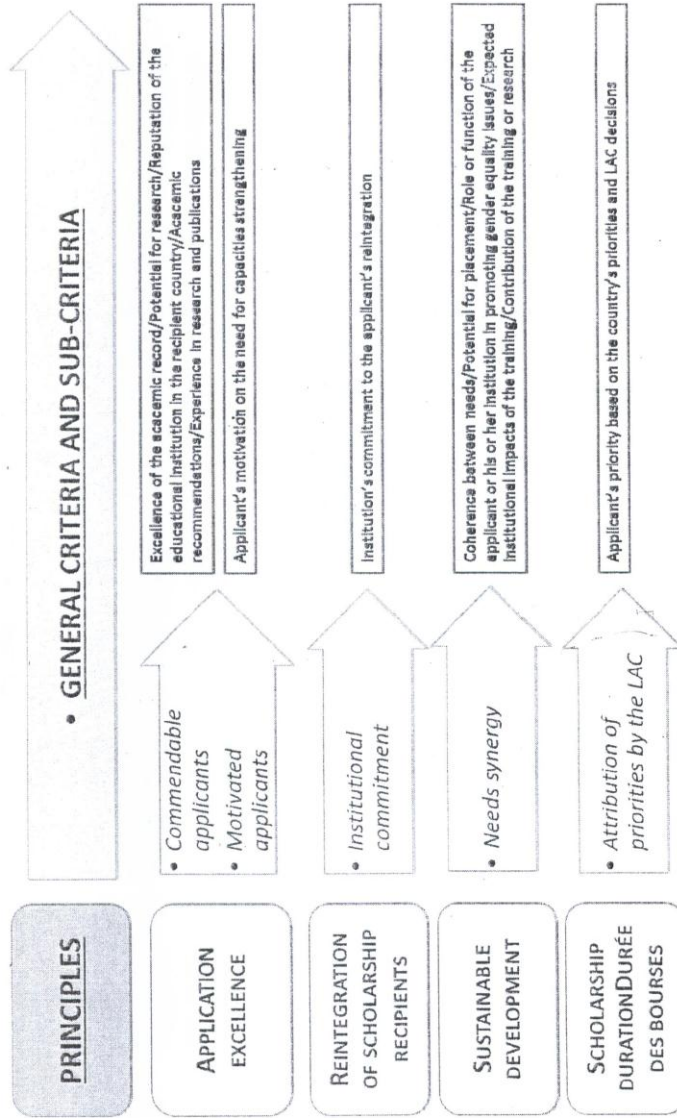 PRINCIPLES
• GENERAL CRITERIA AND SUB-CRITERIA
APPLICATION
EXCELLENCE
• Commendable
applicants
• Motivated
applicants
Excellence of the acacemic record/Potential for research/Reputation of the
educational institution in the recipient country/Acacemic
recommendations/Experience in research and publications
Applicant's motivation on the need for capacities strengthening
REINTEGRATION
OF SCHOLARSHIP
RECIPIENTS
• Institutional
commitment
Institution's commitment to the applicant's reintegration
SUSTAINABLE
DEVELOPMENT
• Needs synergy
Coherence between needs/Potential for placement/Role or function of the
applicant or his or her institution in promoting gender equality issues/Expected
institutional impacts of the training/Contribution of the training or research
SCHOLARSHIP
DURATIONDURÉE
DES BOURSES
• Attribution of
priorities by the LAC
Applicant's priority based on the country's priorities and LAC decisions